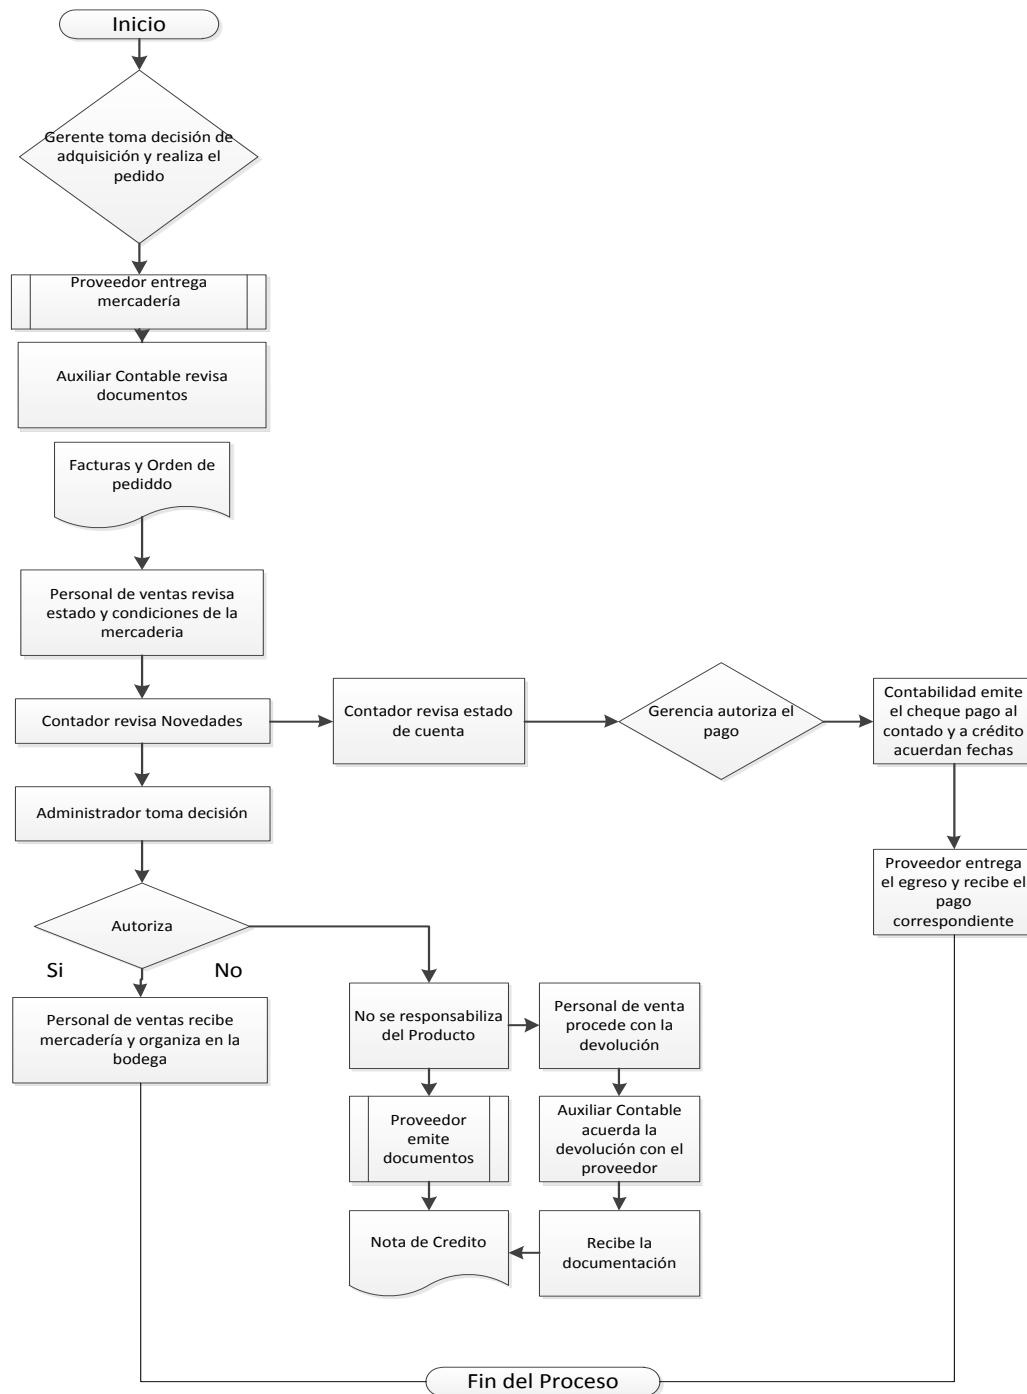 Inicio
Gerente toma decisión de
adquisición y realiza el
pedido
Proveedor entrega
mercadería
Auxiliar Contable revisa
documentos
Facturas y Orden de
pediddo
Personal de ventas revisa
estado y condiciones de la
mercaderia
Contador revisa Novedades
Contador revisa estado
de cuenta
Gerencia autoriza el
pago
Contabilidad emite
el cheque pago al
contado y a crédito
acuerdan fechas
Administrador toma decisión
Proveedor entrega
el egreso y recibe el
pago
correspondiente
Autoriza
Si
No
Personal de ventas recibe
mercadería y organiza en la
bodega
No se responsabiliza
del Producto
Personal de venta
procede con la
devolución
Proveedor
emite
documentos
Auxiliar Contable
acuerda la
devolución con el
proveedor
Nota de Credito
Recibe la
documentación
Fin del Proceso